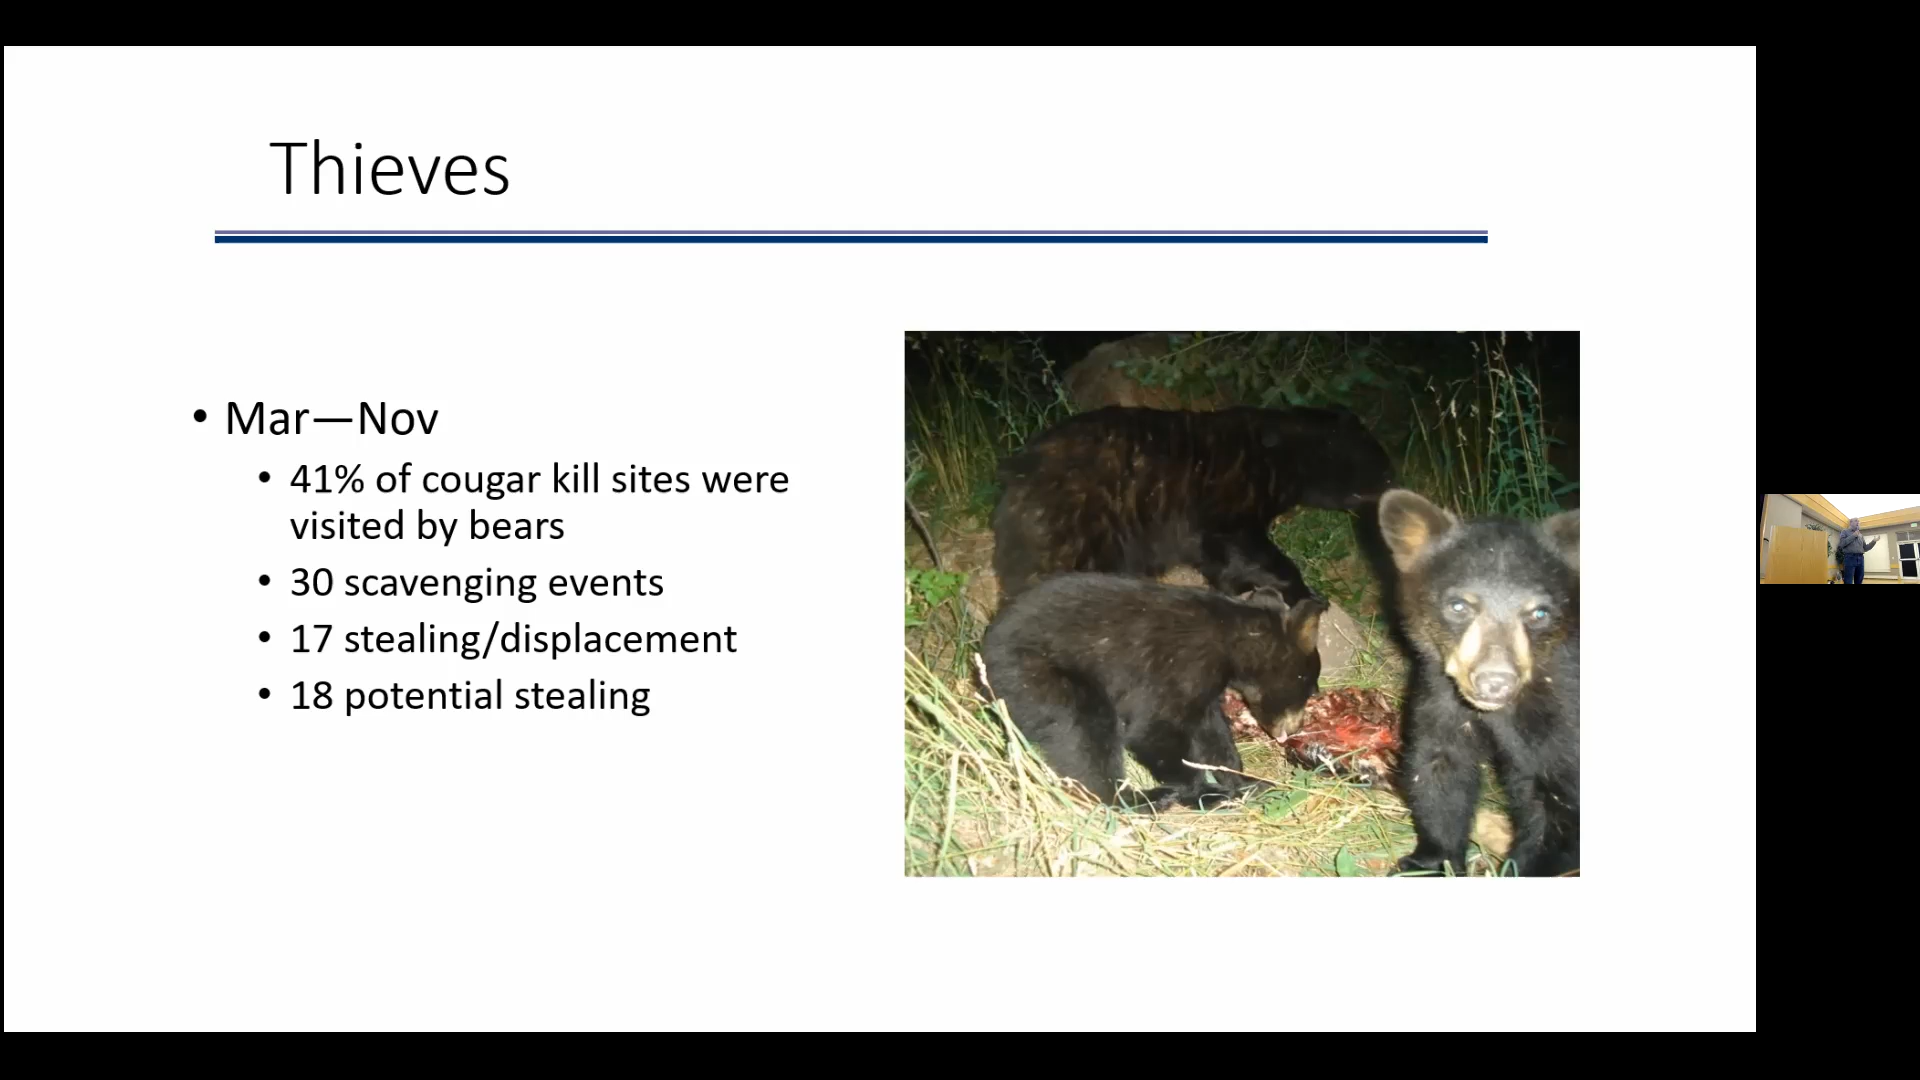 Thieves
• Mar—Nov
• 41% of cougar kill sites were
visited by bears
• 30 scavenging events
• 17 stealing/displacement
• 18 potential stealing